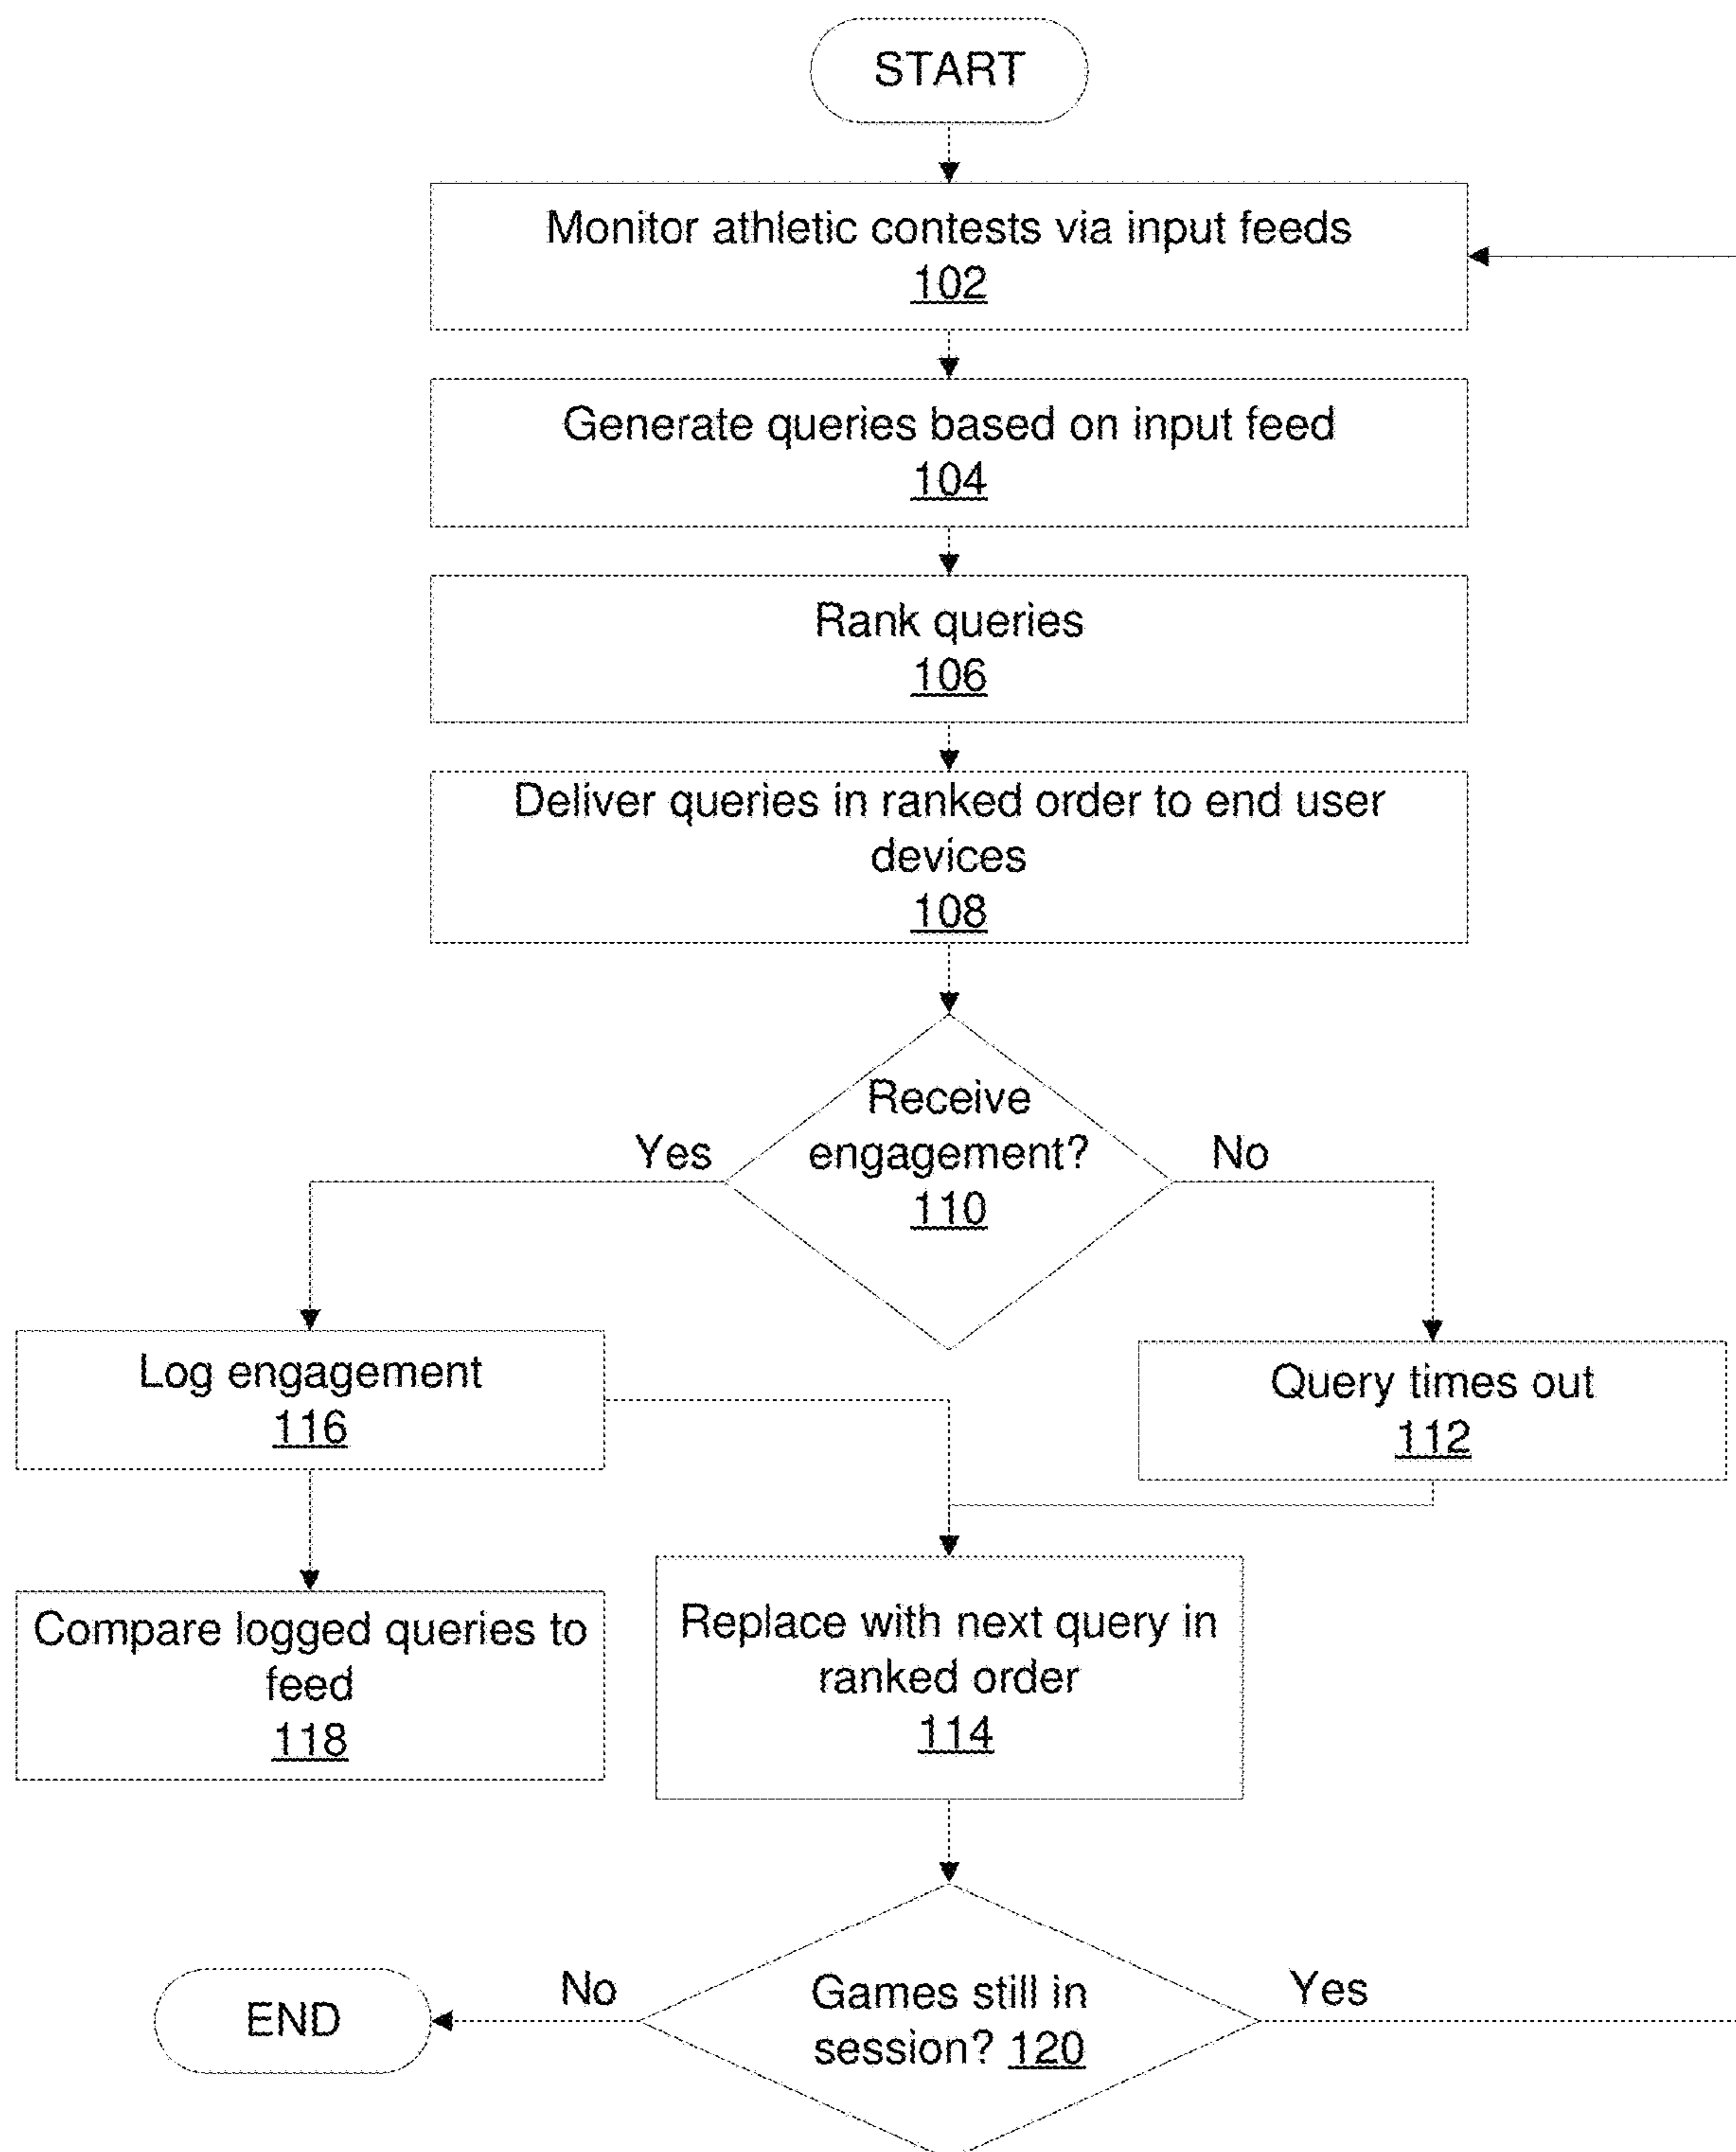 START
Monitor athletic contests via input feeds
102
Generate queries based on input feed
104
Rank queries
106
Deliver queries in ranked order to end user
devices
108
Receive
engagement?
110
Yes
No
Log engagement
116
Query times out
112
Compare logged queries to
feed
118
Replace with next query in
ranked order
114
Games still in
session? 120
No
Yes
END